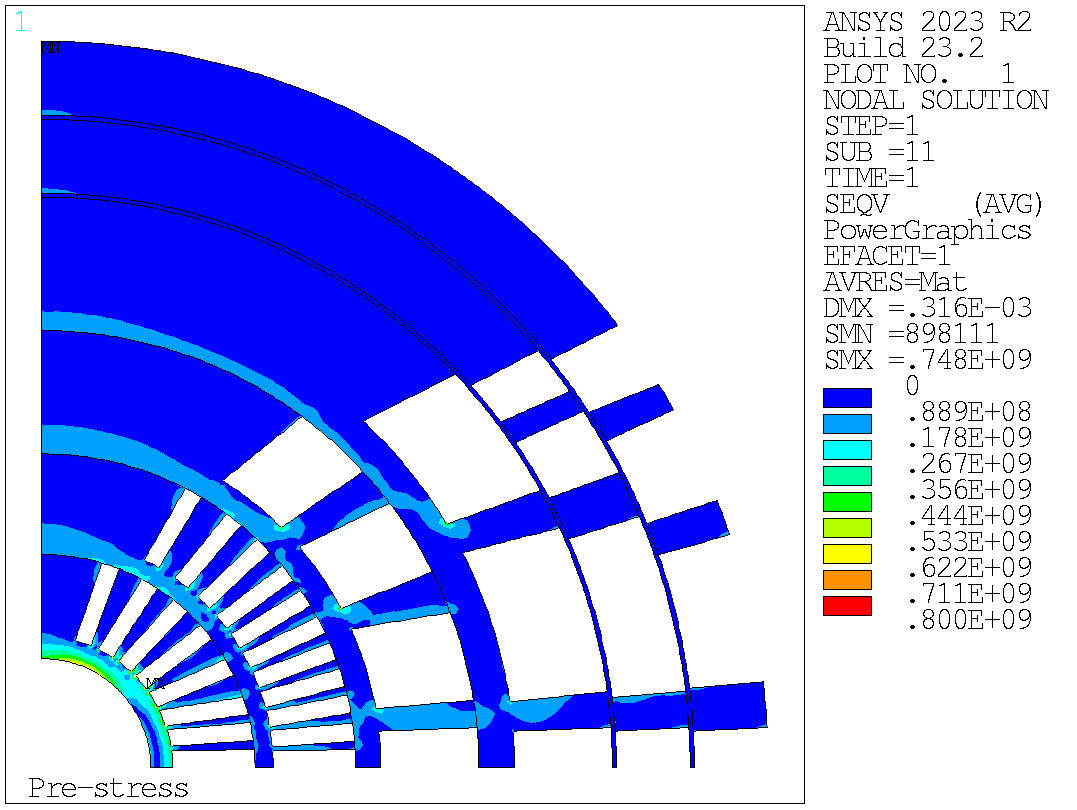 1
MN
ANSYS 2023 R2
Build 23.2
PLOT NO.   1
NODAL SOLUTION
STEP=1
SUB =11
TIME=1
SEQV     (AVG)
PowerGraphics
EFACET=1
AVRES=Mat
DMX =.316E-03
SMN =898111
SMX =.748E+09
0
.889E+08
.178E+09
.267E+09
.356E+09
.444E+09
.533E+09
.622E+09
.711E+09
.800E+09
MX
Pre-stress